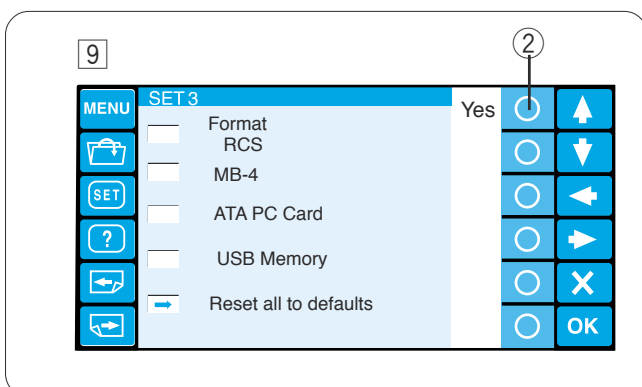 9
②
MENU
SET 3
Yes
Format
RCS
MB-4
SET
ATA PC Card
?
USB Memory
Reset all to defaults
OK